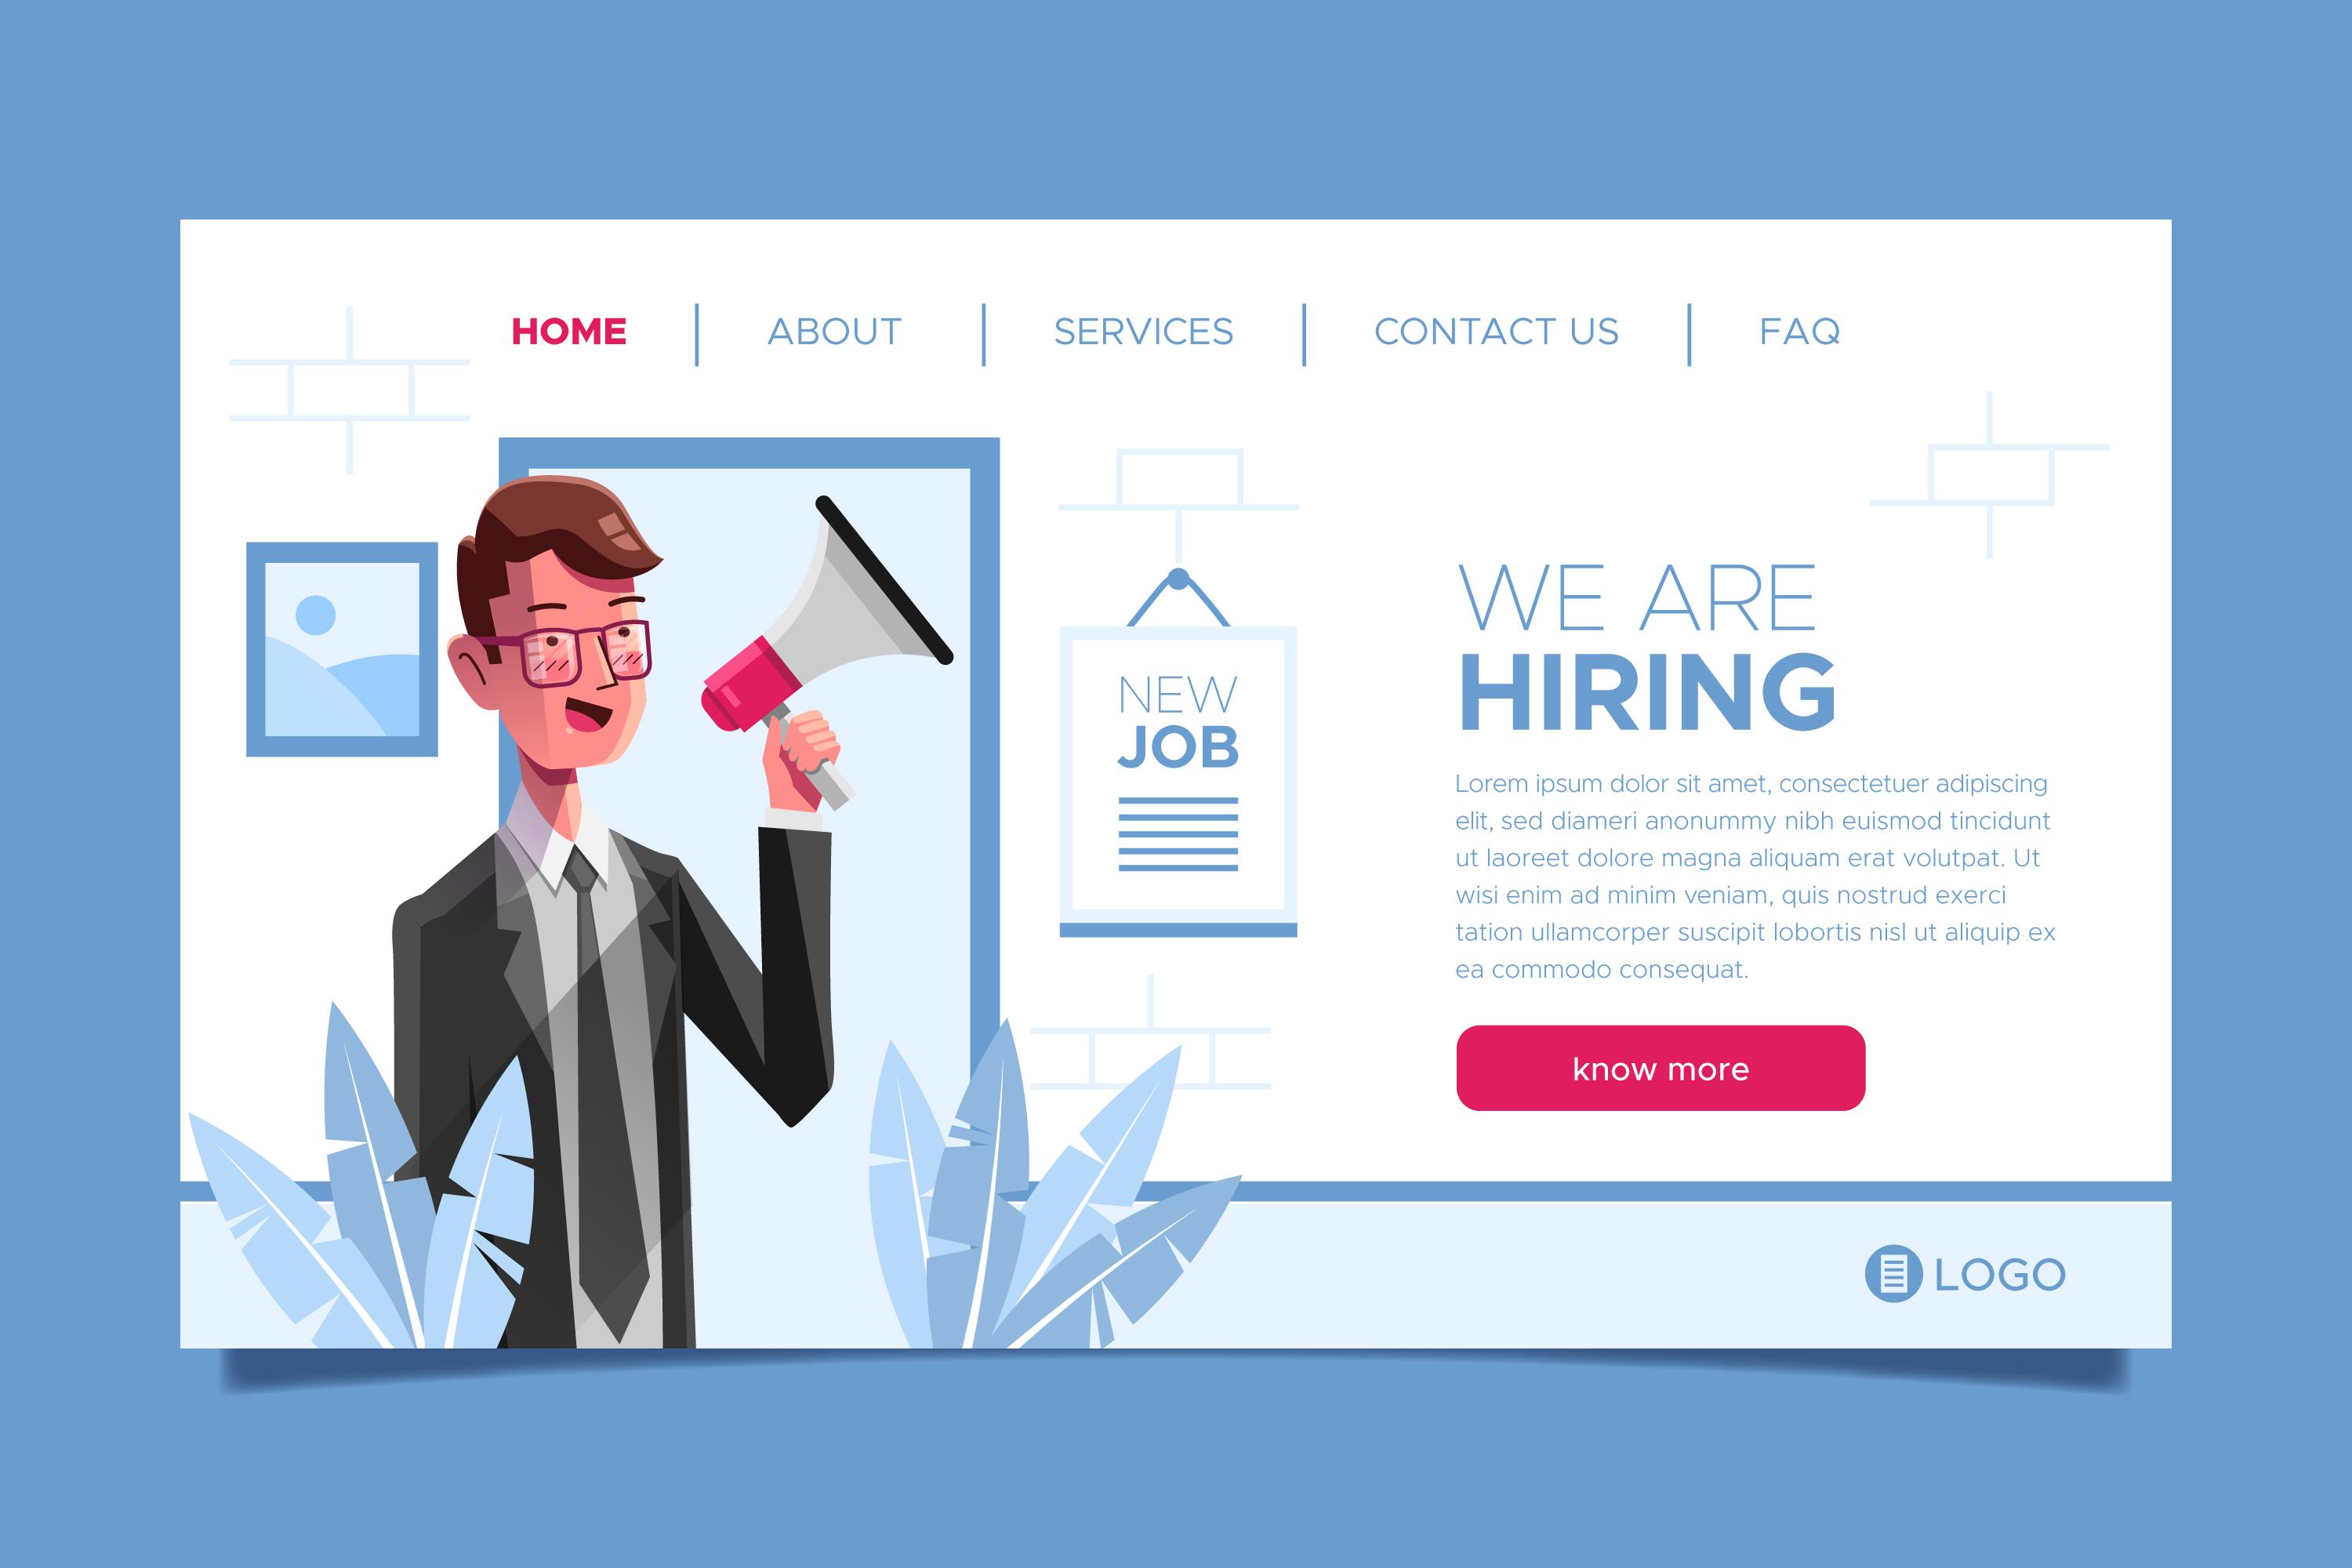 HOME ABOUT SERVICES CONTACT US FAQ
NEW
JOB
WE ARE
HIRING
Lorem ipsum dolor sit amet, consectetuer adipiscing
elit, sed diameri anonummy nibh euismod tincidunt
ut laoreet dolore magna aliquam erat volutpat. Ut
wisi enim ad minim veniam, quis nostrud exerci
tation ullamcorper suscipit lobortis nisl ut aliquip ex
ea commodo consequat.
know more
LOGO